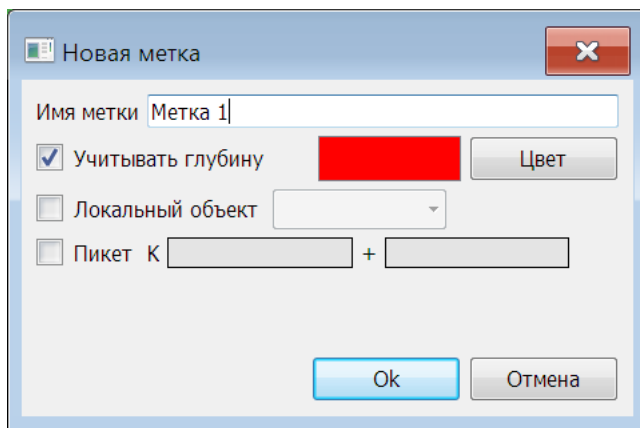 Новая метка
Имя метки Метка 1
Учитывать глубину Цвет
Локальный объект
Пикет К +
Ok Отмена